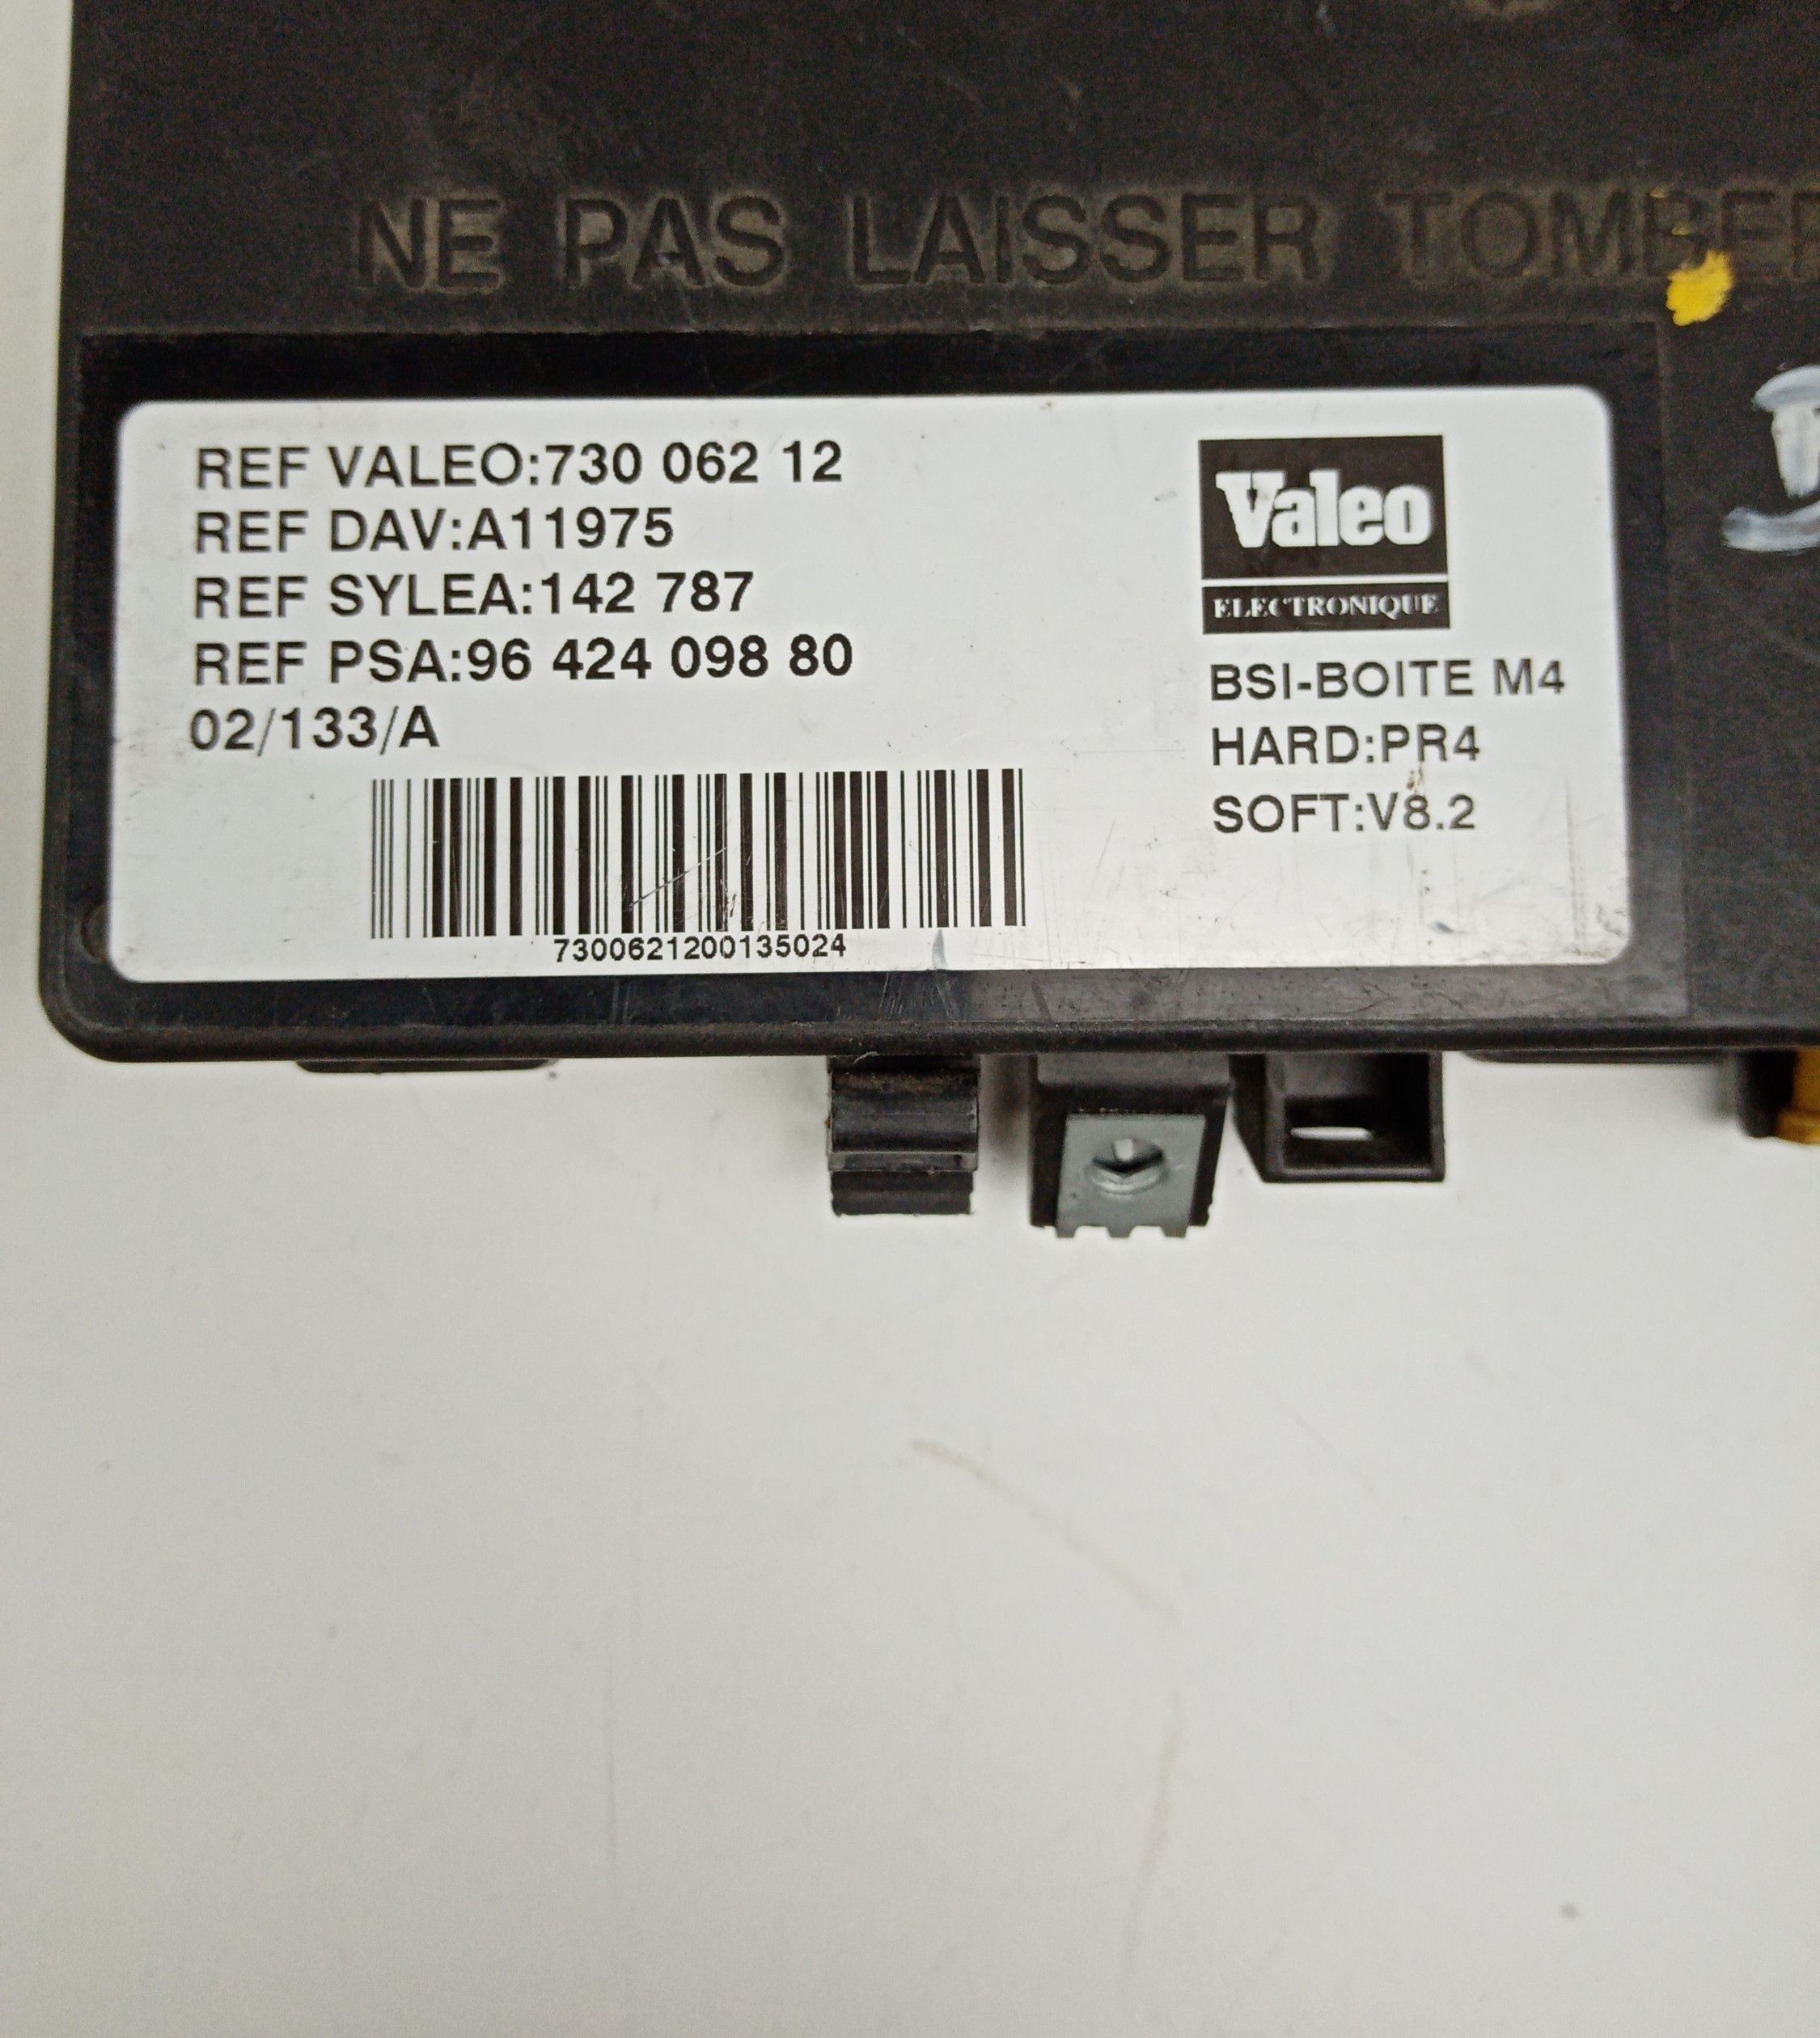 NE PAS LAISSER TOMBER
REF VALEO:730 062 12
REF DAV:A11975
REF SYLEA:142 787
REF PSA:96 424 098 80
02/133/A
7300621200135024
Valeo
ELECTRONIQUE
BSI-BOITE M4
HARD:PR4
SOFT:V8.2